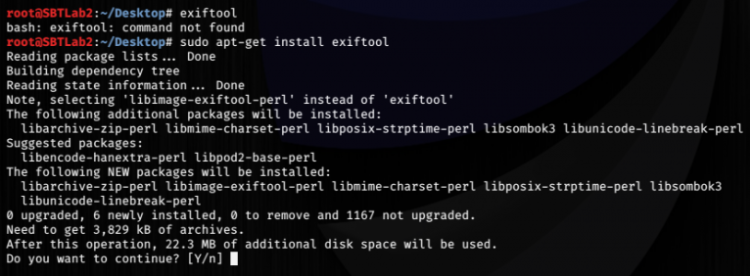 root@SBTLab2:~/Desktop# exiftool
bash: exiftool: command not found
root@SBTLab2:~/Desktop# sudo apt-get install exiftool
Reading package lists... Done
Building dependency tree
Reading state information... Done
Note, selecting 'libimage-exiftool-perl' instead of 'exiftool'
The following additional packages will be installed:
  libarchive-zip-perl libmime-charset-perl libposix-strptime-perl libsombok3 libunicode-linebreak-perl
Suggested packages:
  libencode-hanextra-perl libpod2-base-perl
The following NEW packages will be installed:
  libarchive-zip-perl libimage-exiftool-perl libmime-charset-perl libposix-strptime-perl libsombok3
  libunicode-linebreak-perl
0 upgraded, 6 newly installed, 0 to remove and 1167 not upgraded.
Need to get 3,829 kB of archives.
After this operation, 22.3 MB of additional disk space will be used.
Do you want to continue? [Y/n]